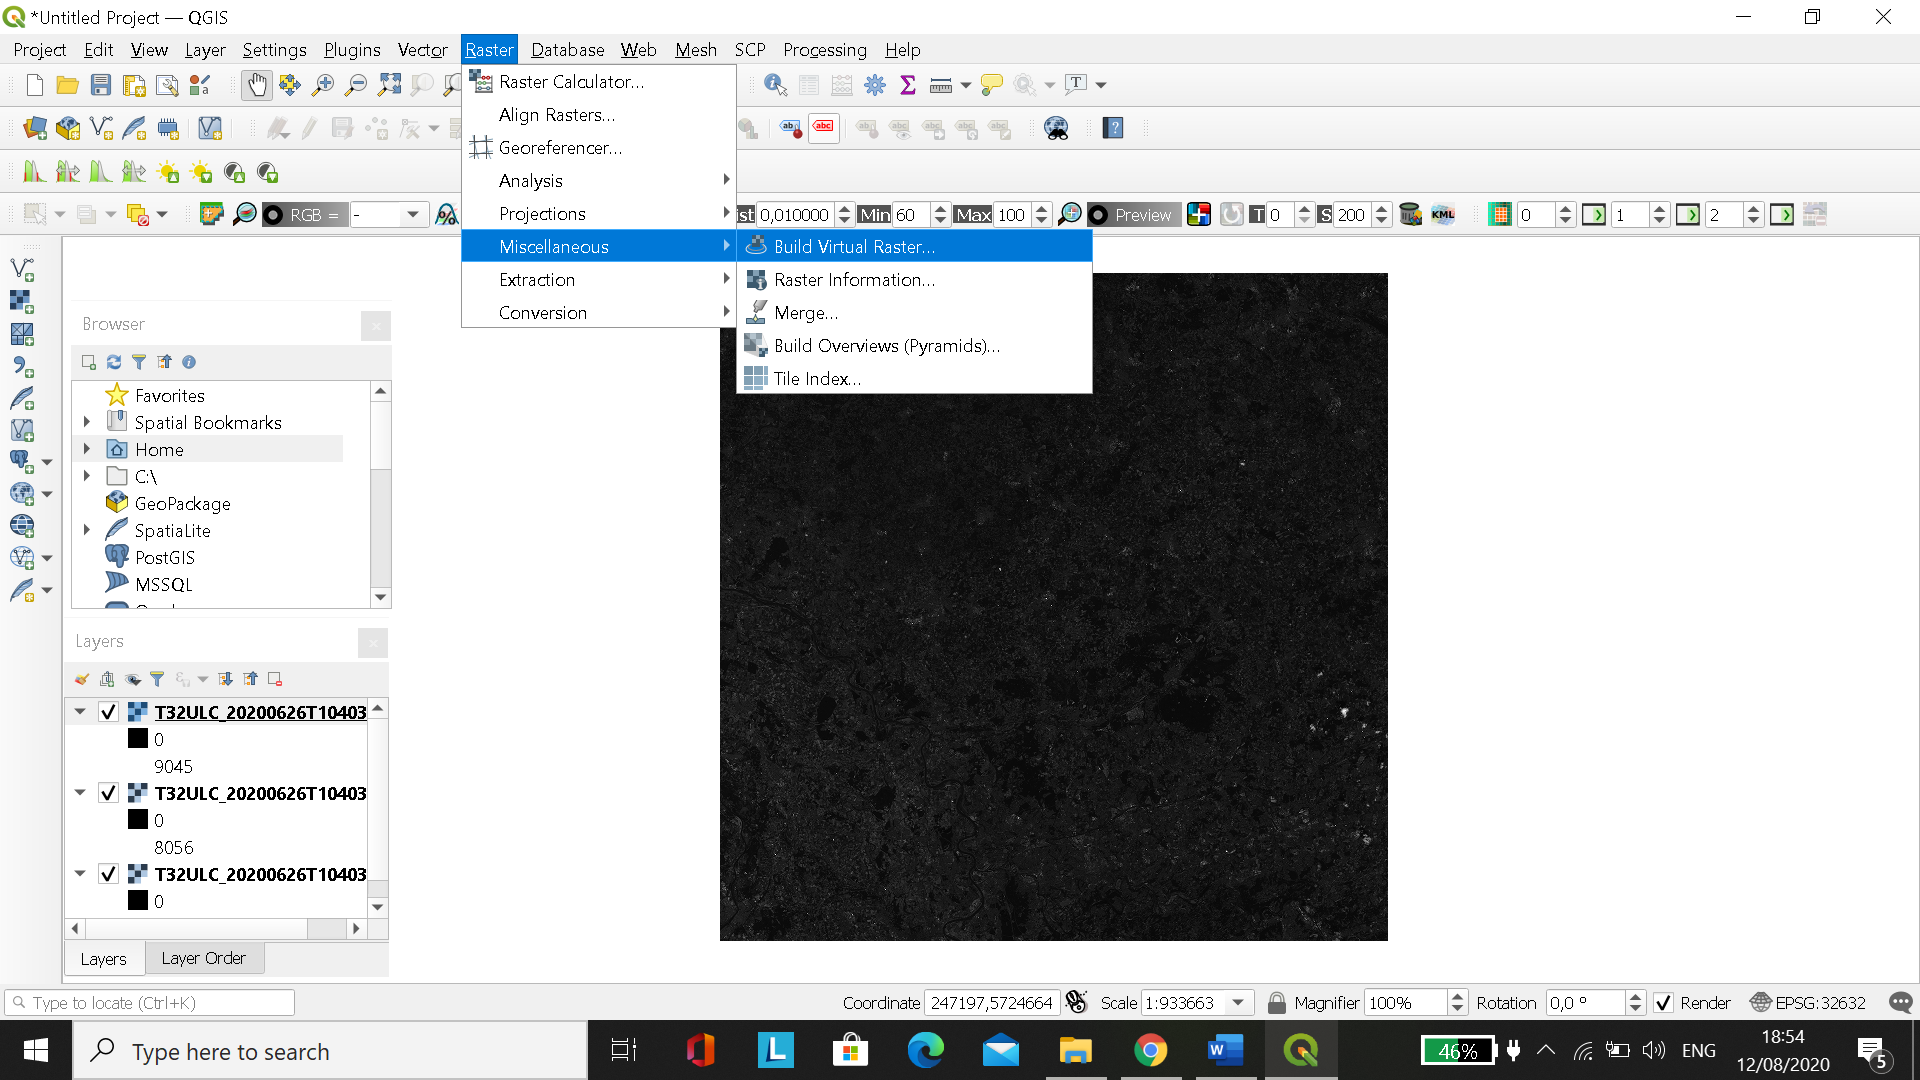 *Untitled Project — QGIS
Project Edit View Layer Settings Plugins Vector Raster Database Web Mesh SCP Processing Help
Raster Calculator...
Align Rasters...
Georeferencer...
Analysis
Projections
Miscellaneous
Extraction
Conversion
Build Virtual Raster...
Raster Information...
Merge...
Build Overviews (Pyramids)...
Tile Index...
RGB = - ist 0,010000 Min 60 Max 100 Preview T 0 S 200 KML 0 1 2
Browser
Favorites
Spatial Bookmarks
Home
C:\
GeoPackage
SpatiaLite
PostGIS
MSSQL
Layers
T32ULC_20200626T10403
0
9045
T32ULC_20200626T10403
0
8056
T32ULC_20200626T10403
0
Layers Layer Order
Type to locate (Ctrl+K) Coordinate 247197,5724664 Scale 1:933663 Magnifier 100% Rotation 0,0 ° Render EPSG:32632
Type here to search 46% ENG 18:54
12/08/2020 5